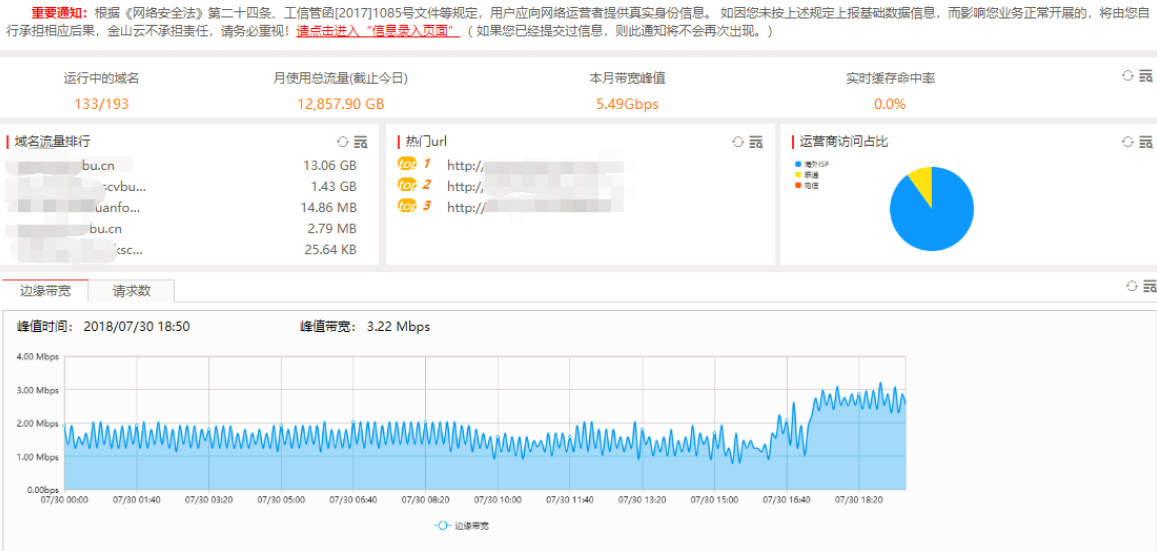 重要通知：根据《网络安全法》第二十四条、工信管函[2017]1085号文件等规定，用户应向网络运营者提供真实身份信息。 如因您未按上述规定上报基础数据信息，而影响您业务正常开展的，将由您自
行承担相应后果，金山云不承担责任，请务必重视！请点击进入“信息录入页面” （如果您已经提交过信息，则此通知将不会再次出现。）
运行中的域名 月使用总流量(截止今日) 本月带宽峰值 实时缓存命中率
133/193 12,857.90 GB 5.49Gbps 0.0%
域名流量排行
bu.cn 13.06 GB
scvbu... 1.43 GB
uanfo... 14.86 MB
bu.cn 2.79 MB
ksc... 25.64 KB
热门url
top 1 http://
top 2 http://
top 3 http://
运营商访问占比
海外ISP
联通
电信
边缘带宽 请求数
峰值时间： 2018/07/30 18:50 峰值带宽： 3.22 Mbps
4.00 Mbps
3.00 Mbps
2.00 Mbps
1.00 Mbps
0.00bps
07/30 00:00 07/30 01:40 07/30 03:20 07/30 05:00 07/30 06:40 07/30 08:20 07/30 10:00 07/30 11:40 07/30 13:20 07/30 15:00 07/30 16:40 07/30 18:20
边缘带宽